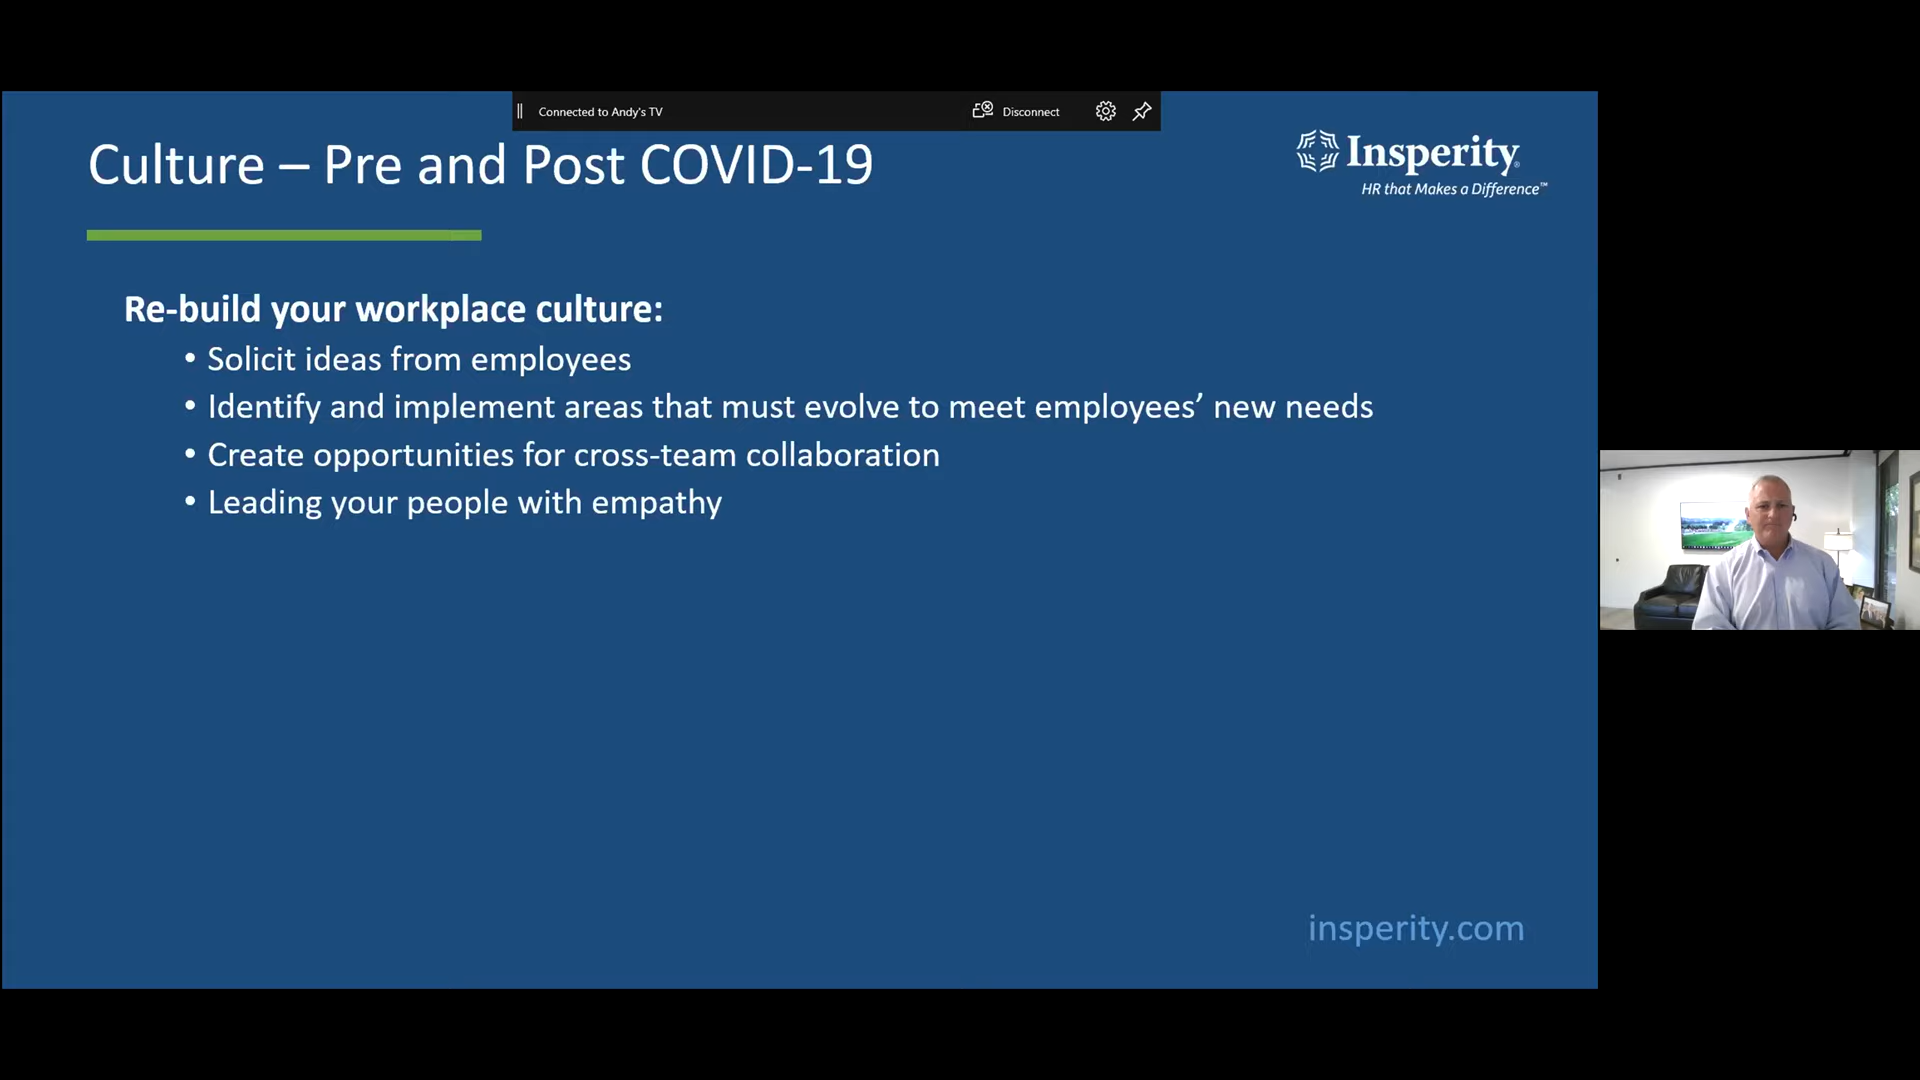 Connected to Andy's TV
Disconnect
Culture – Pre and Post COVID-19
Insperity®
HR that Makes a Difference™
Re-build your workplace culture:
• Solicit ideas from employees
• Identify and implement areas that must evolve to meet employees’ new needs
• Create opportunities for cross-team collaboration
• Leading your people with empathy
insperity.com